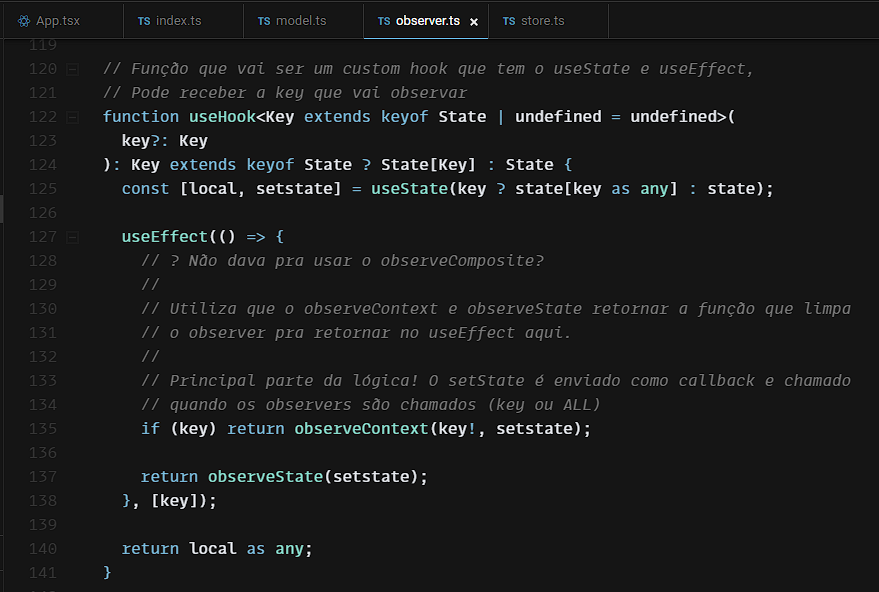 App.tsx TS index.ts TS model.ts TS observer.ts × TS store.ts
119
120 // Função que vai ser um custom hook que tem o useState e useEffect,
121 // Pode receber a key que vai observar
122 function useHook<Key extends keyof State | undefined = undefined>(
123 key?: Key
124 ): Key extends keyof State ? State[Key] : State {
125 const [local, setstate] = useState(key ? state[key as any] : state);
126
127 useEffect(() => {
128 // ? Não dava pra usar o observeComposite?
129 //
130 // Utiliza que o observeContext e observeState retornar a função que limpa
131 // o observer pra retornar no useEffect aqui.
132 //
133 // Principal parte da lógica! O setState é enviado como callback e chamado
134 // quando os observers são chamados (key ou ALL)
135 if (key) return observeContext(key!, setstate);
136
137 return observeState(setstate);
138 }, [key]);
139
140 return local as any;
141 }